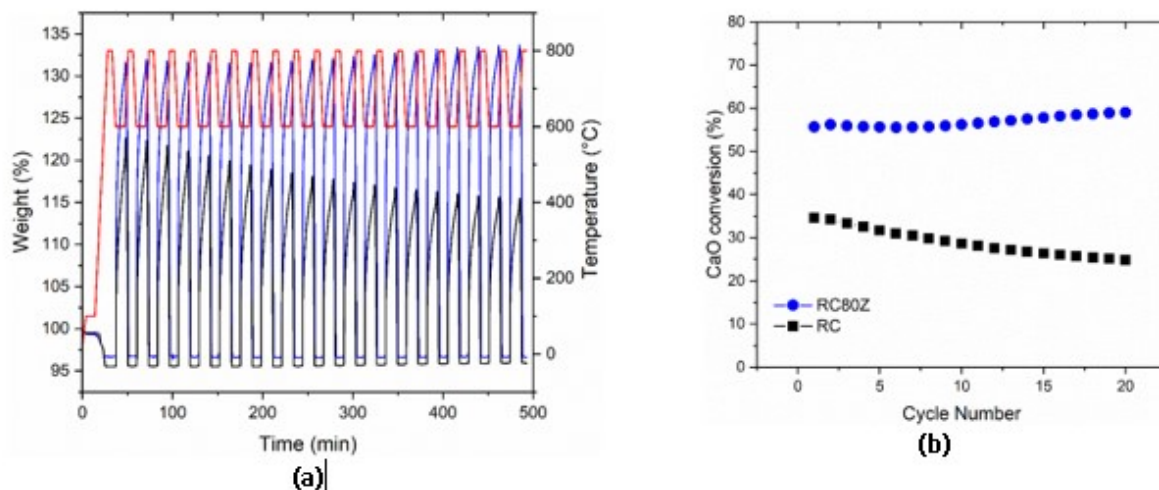 135
130
125
120
115
110
105
100
95
Weight (%)
0 100 200 300 400 500
Time (min)
800
600
400
200
0
Temperature (°C)
(a)
80
70
60
50
40
30
20
10
0
CaO conversion (%)
RC80Z
RC
0 5 10 15 20
Cycle Number
(b)